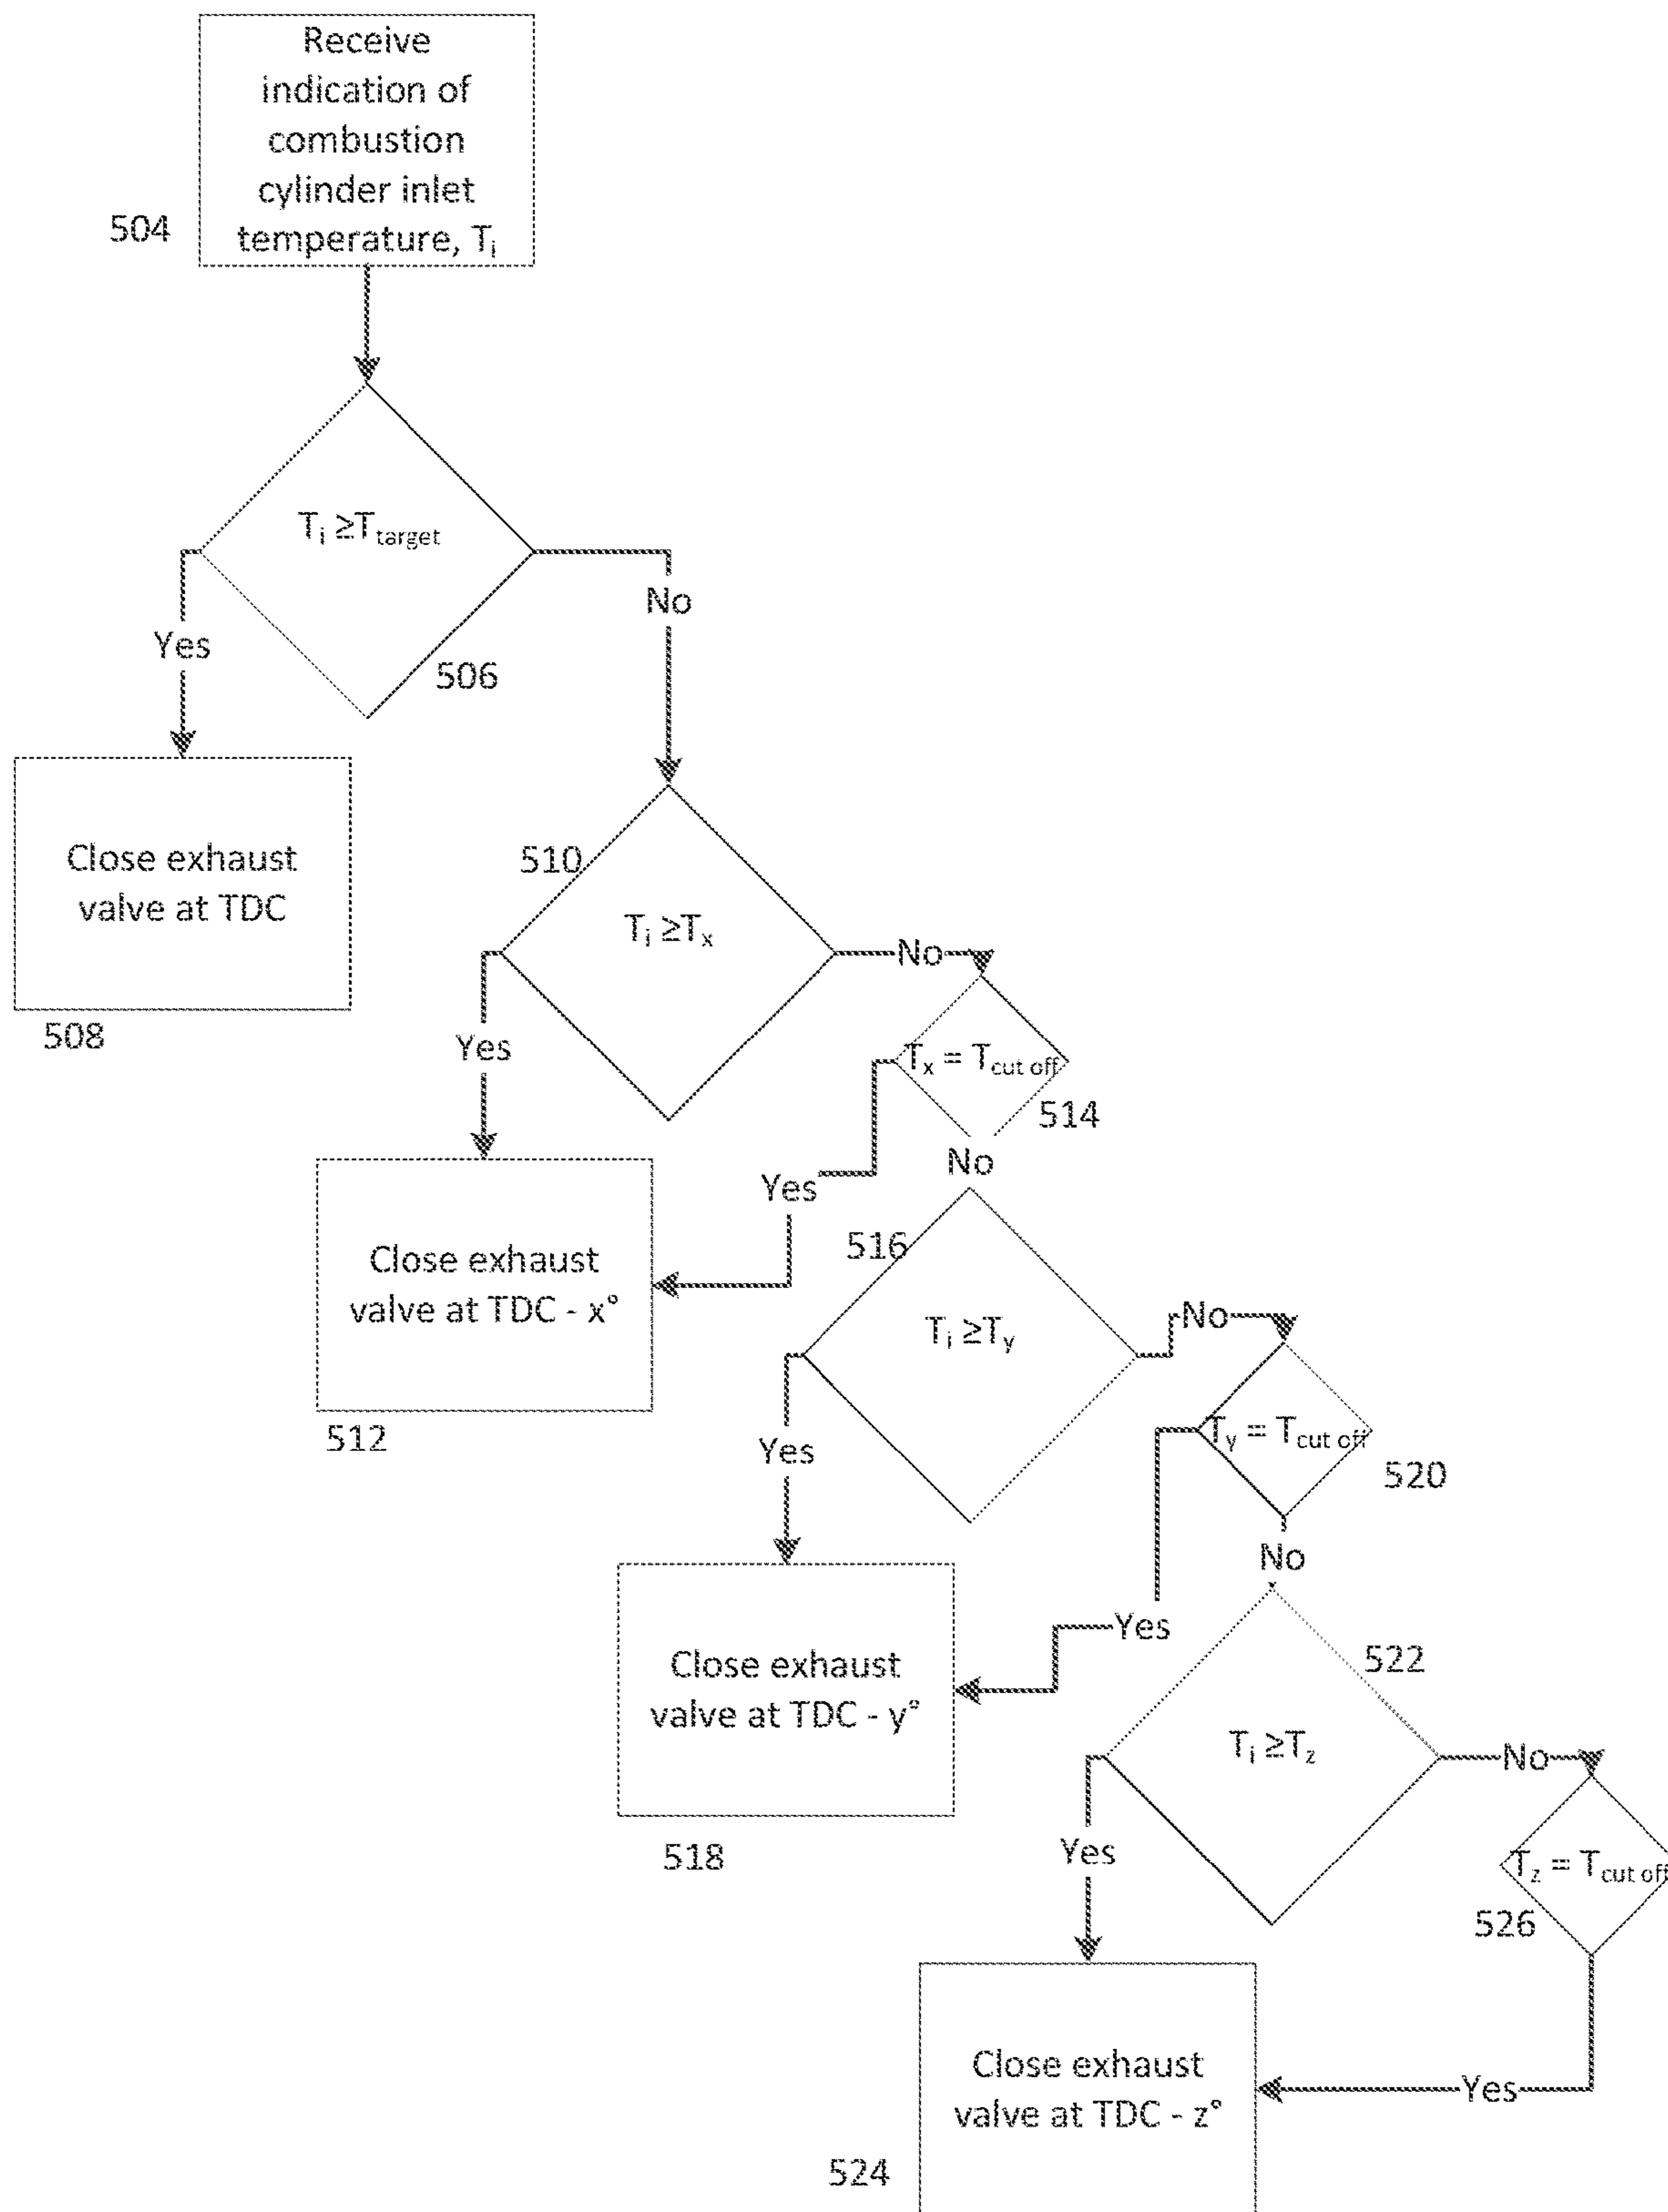 Receive
indication of
combustion
cylinder inlet
temperature, Tᵢ
504
Tᵢ ≥T_target
No
Yes
506
Close exhaust
valve at TDC
508
510
Tᵢ ≥Tₓ
No
Yes
Tₓ = T_cut off
514
No
Yes
Close exhaust
valve at TDC - x°
512
516
Tᵢ ≥T_y
No
Yes
T_y = T_cut off
520
No
Yes
Close exhaust
valve at TDC - y°
518
522
Tᵢ ≥T_z
No
Yes
T_z = T_cut off
526
Close exhaust
valve at TDC - z°
Yes
524